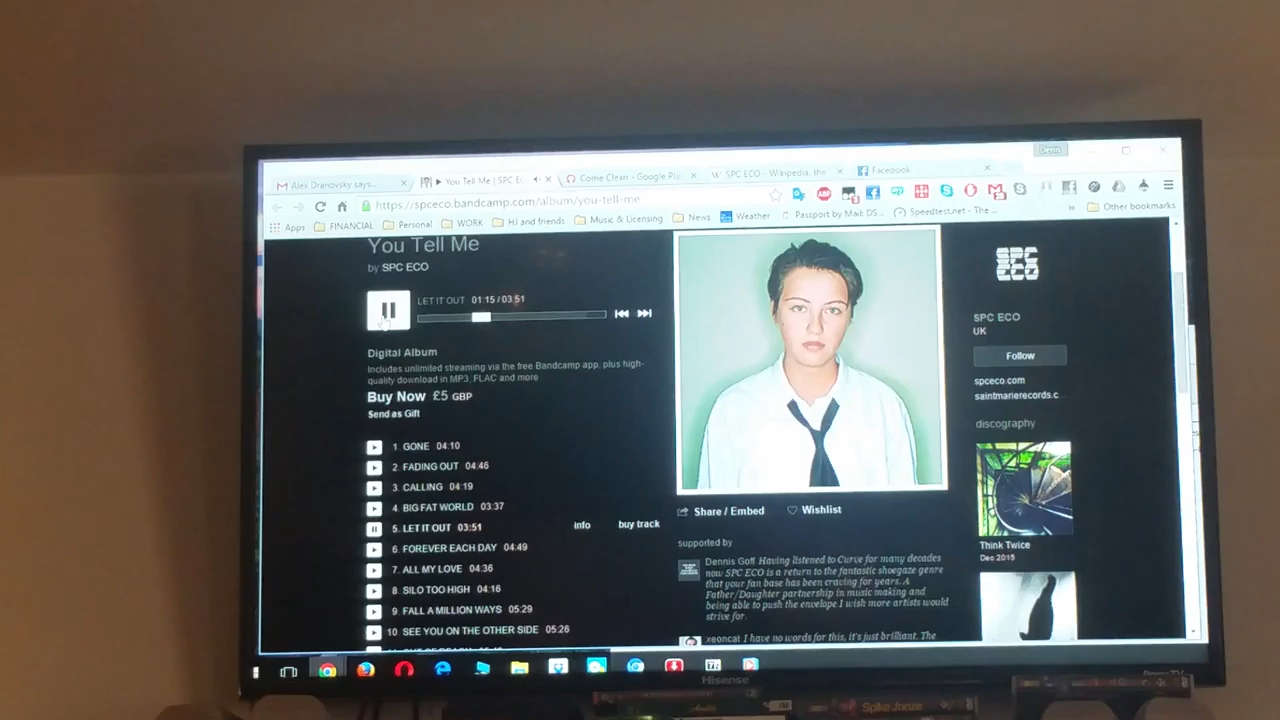 Denis
Alex Dranovsky says...
You Tell Me | SPC E
Come Clean - Google Pl
SPC ECO - Wikipedia, the
Facebook
https://spceco.bandcamp.com/album/you-tell-me
Apps
FINANCIAL
Personal
WORK
HJ and friends
Music & Licensing
News
Weather
Passport by Mail: DS...
Speedtest.net - The ...
Other bookmarks
You Tell Me
by SPC ECO
LET IT OUT 01:15 / 03:51
Digital Album
Includes unlimited streaming via the free Bandcamp app, plus high-
quality download in MP3, FLAC and more
Buy Now £5 GBP
Send as Gift
1. GONE 04:10
2. FADING OUT 04:46
3. CALLING 04:19
4. BIG FAT WORLD 03:37
5. LET IT OUT 03:51 info buy track
6. FOREVER EACH DAY 04:49
7. ALL MY LOVE 04:36
8. SILO TOO HIGH 04:16
9. FALL A MILLION WAYS 05:29
10. SEE YOU ON THE OTHER SIDE 05:26
Share / Embed
Wishlist
supported by
Dennis Goff Having listened to Curve for many decades
now SPC ECO is a return to the fantastic shoegaze genre
that your fan base has been craving for years. A
Father/Daughter partnership in music making and
being able to push the envelope I wish more artists would
strive for.
xeoncat I have no words for this, it's just brilliant. The
SPC
ECO
SPC ECO
UK
Follow
spceco.com
saintmarierecords.c...
discography
Think Twice
Dec 2015
Hisense
Roku TV
Spike Jonze